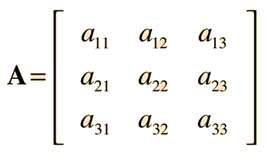 a₁₁ a₁₂ a₁₃
A = [ a₂₁ a₂₂ a₂₃ ]
a₃₁ a₃₂ a₃₃